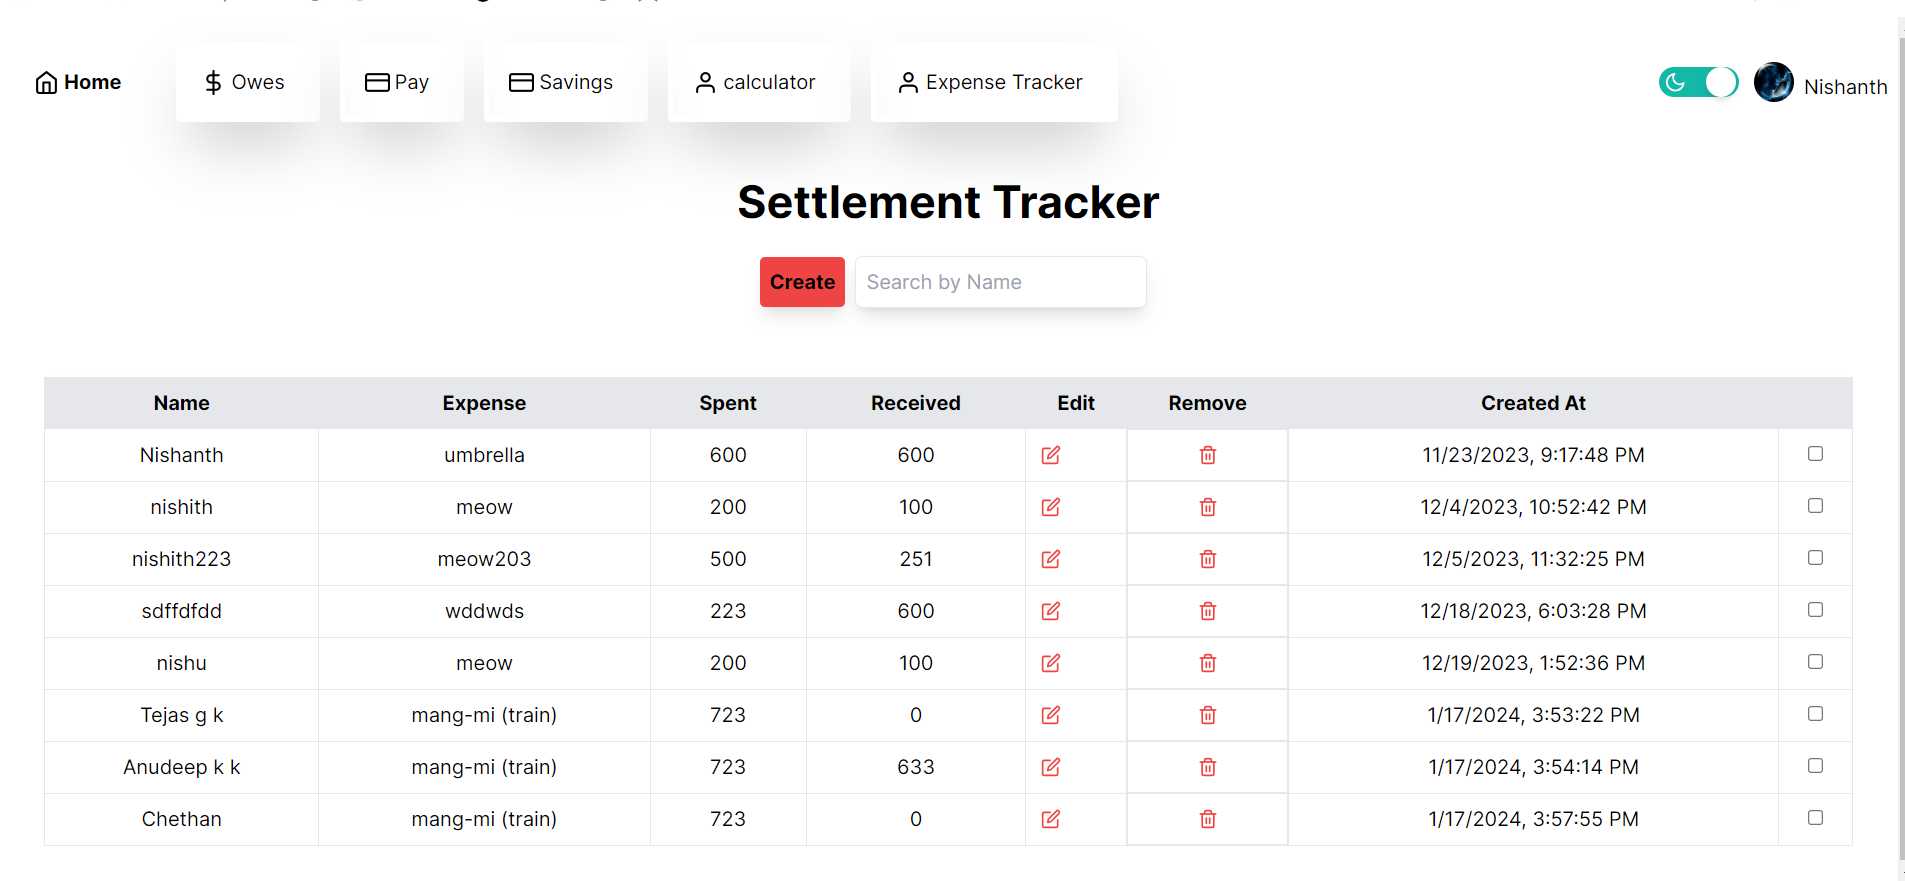 Home Owes Pay Savings calculator Expense Tracker Nishanth
Settlement Tracker
Create Search by Name
Name Expense Spent Received Edit Remove Created At
Nishanth umbrella 600 600 11/23/2023, 9:17:48 PM
nishith meow 200 100 12/4/2023, 10:52:42 PM
nishith223 meow203 500 251 12/5/2023, 11:32:25 PM
sdffdfdd wddwds 223 600 12/18/2023, 6:03:28 PM
nishu meow 200 100 12/19/2023, 1:52:36 PM
Tejas g k mang-mi (train) 723 0 1/17/2024, 3:53:22 PM
Anudeep k k mang-mi (train) 723 633 1/17/2024, 3:54:14 PM
Chethan mang-mi (train) 723 0 1/17/2024, 3:57:55 PM